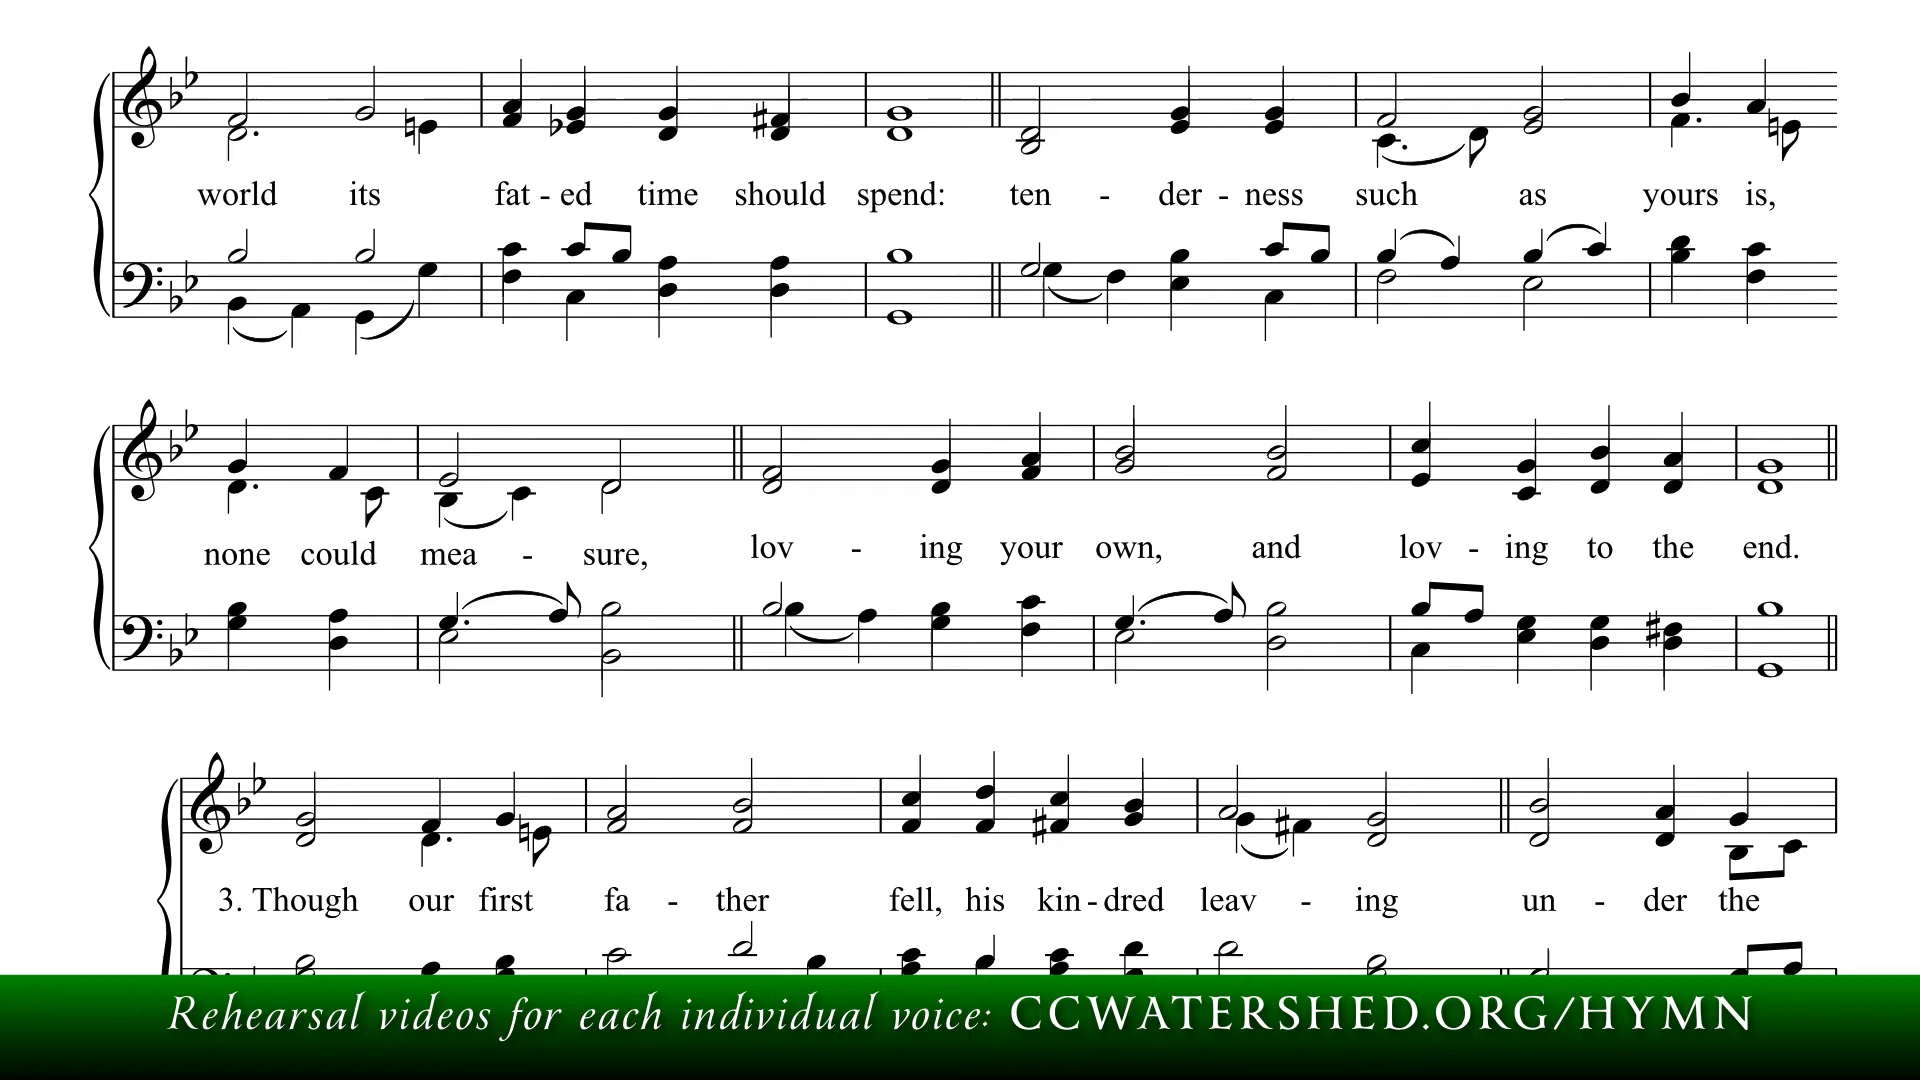 world its fat - ed time should spend: ten - der - ness such as yours is,
none could mea - sure, lov - ing your own, and lov - ing to the end.
3. Though our first fa - ther fell, his kin - dred leav - ing un - der the
Rehearsal videos for each individual voice: CCWATERSHED.ORG/HYMN